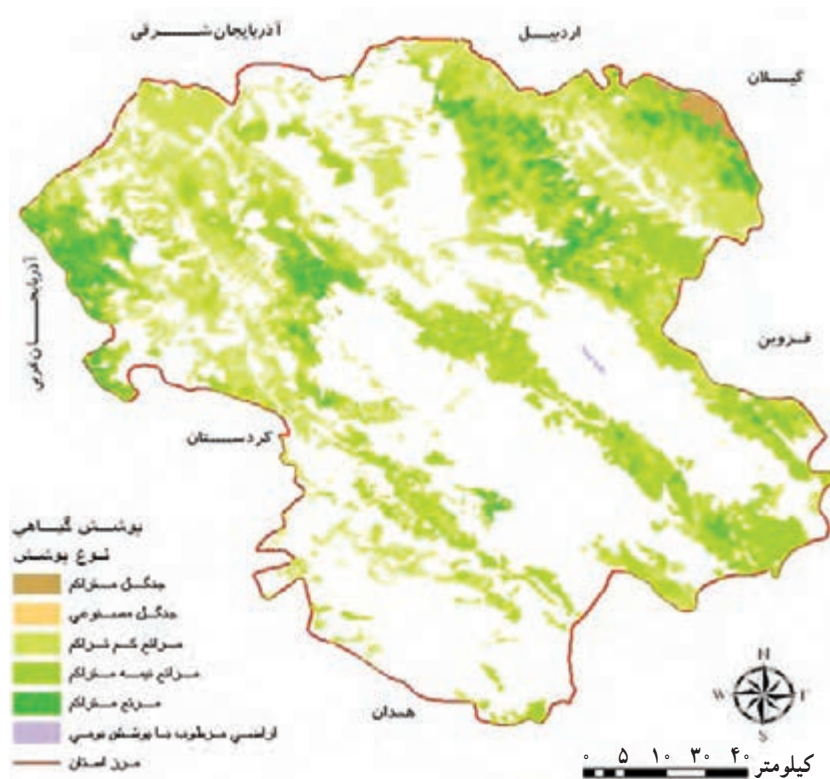 آذربایجان شرقی
اردبیل
گیلان
آذربایجان غربی
قزوین
کردستان
همدان
پوشش گیاهی
نوع پوشش
جنگل متراکم
جنگل مصنوعی
مراتع کم تراکم
مراتع نیمه متراکم
مرتع متراکم
اراضی مرطوب با پوشش بومی
مرز استان
N
W E
S
۰ ۵ ۱۰ ۳۰ ۴۰ کیلومتر